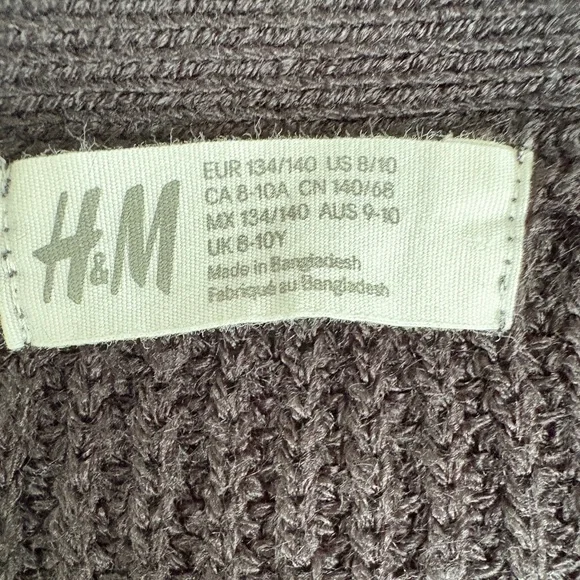 H&M
EUR 134/140 US 8/10
CA 8-10A CN 140/68
MX 134/140 AUS 9-10
UK 8-10Y
Made in Bangladesh
Fabriqué au Bangladesh